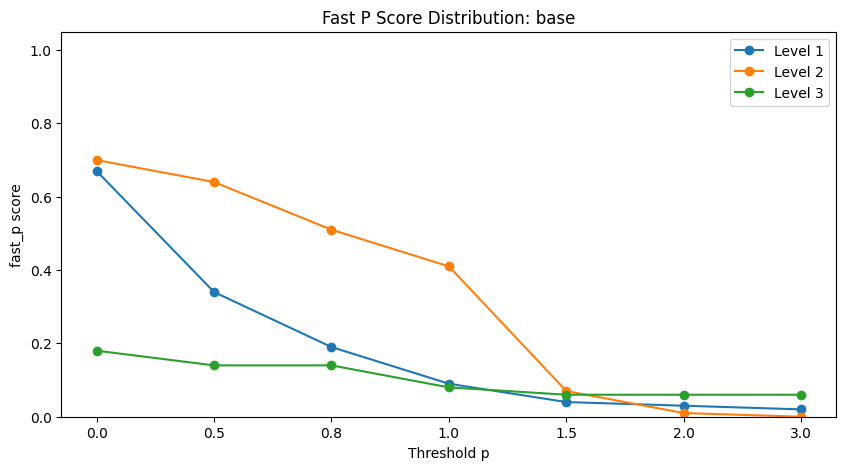 Fast P Score Distribution: base
Level 1
Level 2
Level 3
fast_p score
1.0
0.8
0.6
0.4
0.2
0.0
0.0 0.5 0.8 1.0 1.5 2.0 3.0
Threshold p